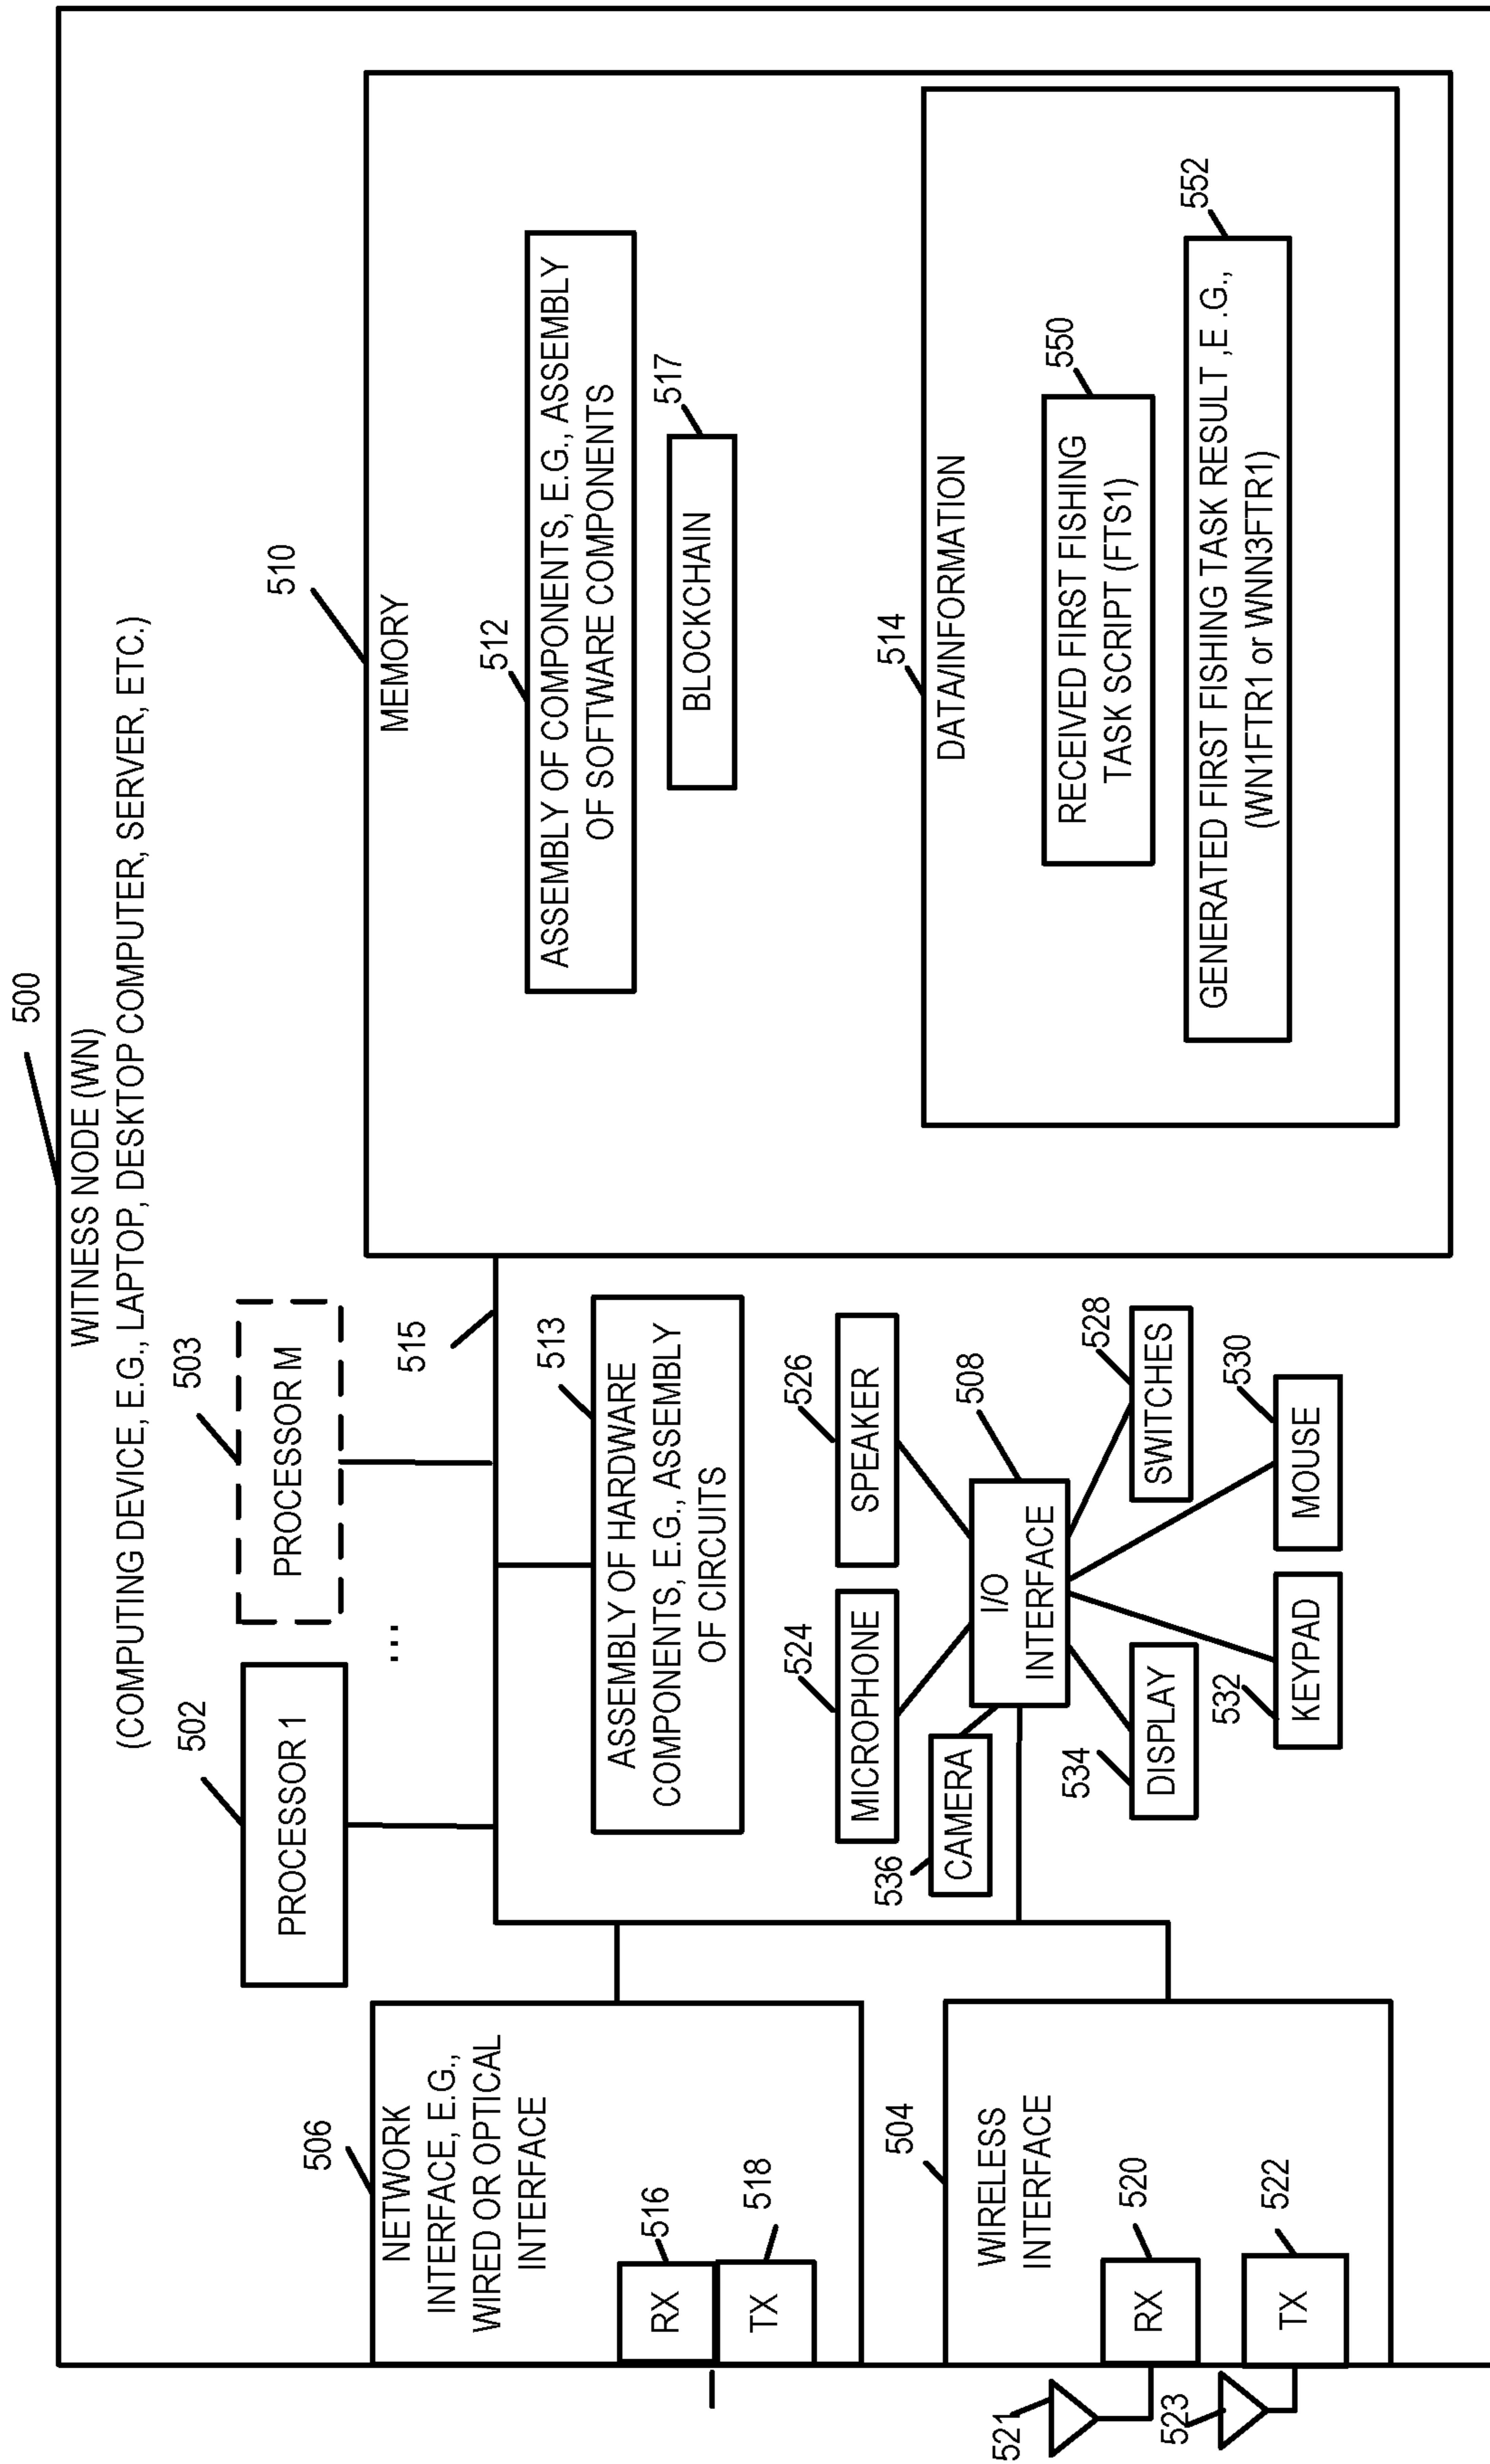 500
WITNESS NODE (WN)
(COMPUTING DEVICE, E.G., LAPTOP, DESKTOP COMPUTER, SERVER, ETC.)
506
NETWORK
INTERFACE, E.G.,
WIRED OR OPTICAL
INTERFACE
516
RX
518
TX
504
WIRELESS
INTERFACE
520
RX
522
TX
521
523
502
PROCESSOR 1
...
503
PROCESSOR M
515
513
ASSEMBLY OF HARDWARE
COMPONENTS, E.G., ASSEMBLY
OF CIRCUITS
524
MICROPHONE
526
SPEAKER
536
CAMERA
508
I/O
INTERFACE
534
DISPLAY
528
SWITCHES
532
KEYPAD
530
MOUSE
510
MEMORY
512
ASSEMBLY OF COMPONENTS, E.G., ASSEMBLY
OF SOFTWARE COMPONENTS
517
BLOCKCHAIN
514
DATA/INFORMATION
550
RECEIVED FIRST FISHING
TASK SCRIPT (FTS1)
552
GENERATED FIRST FISHING TASK RESULT ,E .G.,
(WN1FTR1 or WNN3FTR1)